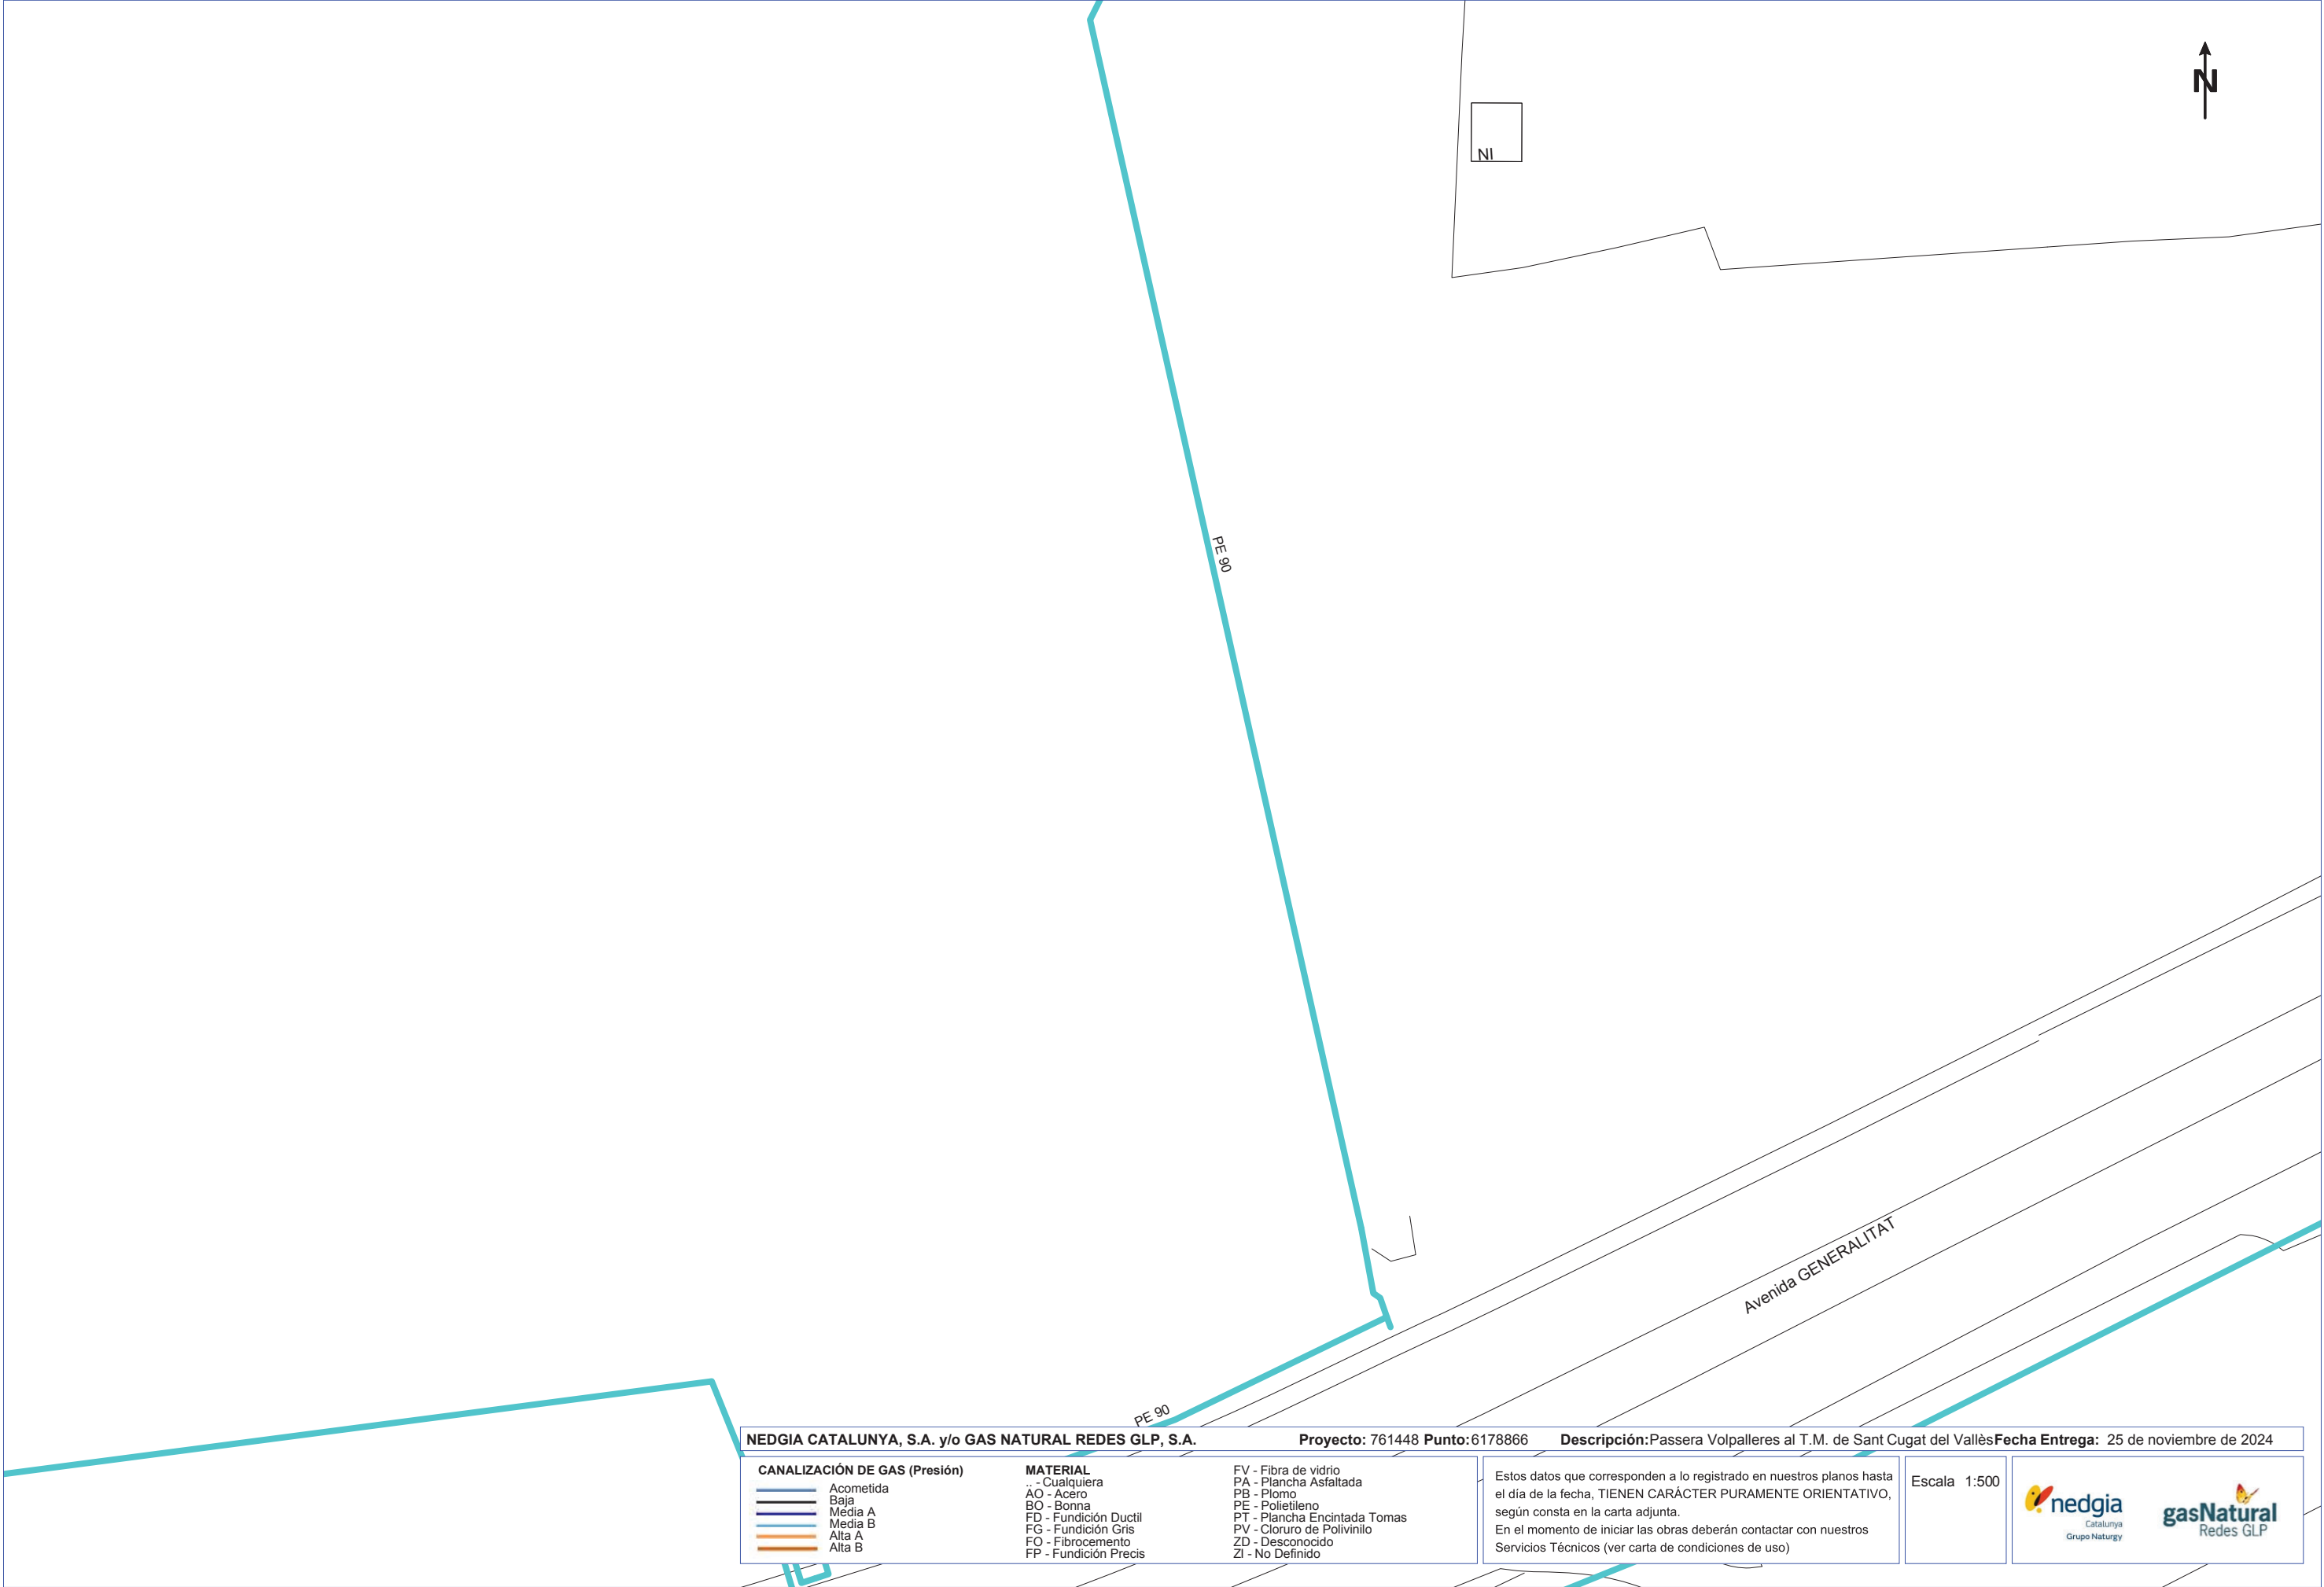 N
NI
PE 90
Avenida GENERALITAT
PE 90
NEDGIA CATALUNYA, S.A. y/o GAS NATURAL REDES GLP, S.A. Proyecto: 761448 Punto:6178866 Descripción:Passera Volpalleres al T.M. de Sant Cugat del VallèsFecha Entrega: 25 de noviembre de 2024
CANALIZACIÓN DE GAS (Presión)
Acometida
Baja
Media A
Media B
Alta A
Alta B
MATERIAL
.. - Cualquiera
AO - Acero
BO - Bonna
FD - Fundición Ductil
FG - Fundición Gris
FO - Fibrocemento
FP - Fundición Precis
FV - Fibra de vidrio
PA - Plancha Asfaltada
PB - Plomo
PE - Polietileno
PT - Plancha Encintada Tomas
PV - Cloruro de Polivinilo
ZD - Desconocido
ZI - No Definido
Estos datos que corresponden a lo registrado en nuestros planos hasta
el día de la fecha, TIENEN CARÁCTER PURAMENTE ORIENTATIVO,
según consta en la carta adjunta.
En el momento de iniciar las obras deberán contactar con nuestros
Servicios Técnicos (ver carta de condiciones de uso)
Escala 1:500
nedgia
Catalunya
Grupo Naturgy
gasNatural
Redes GLP